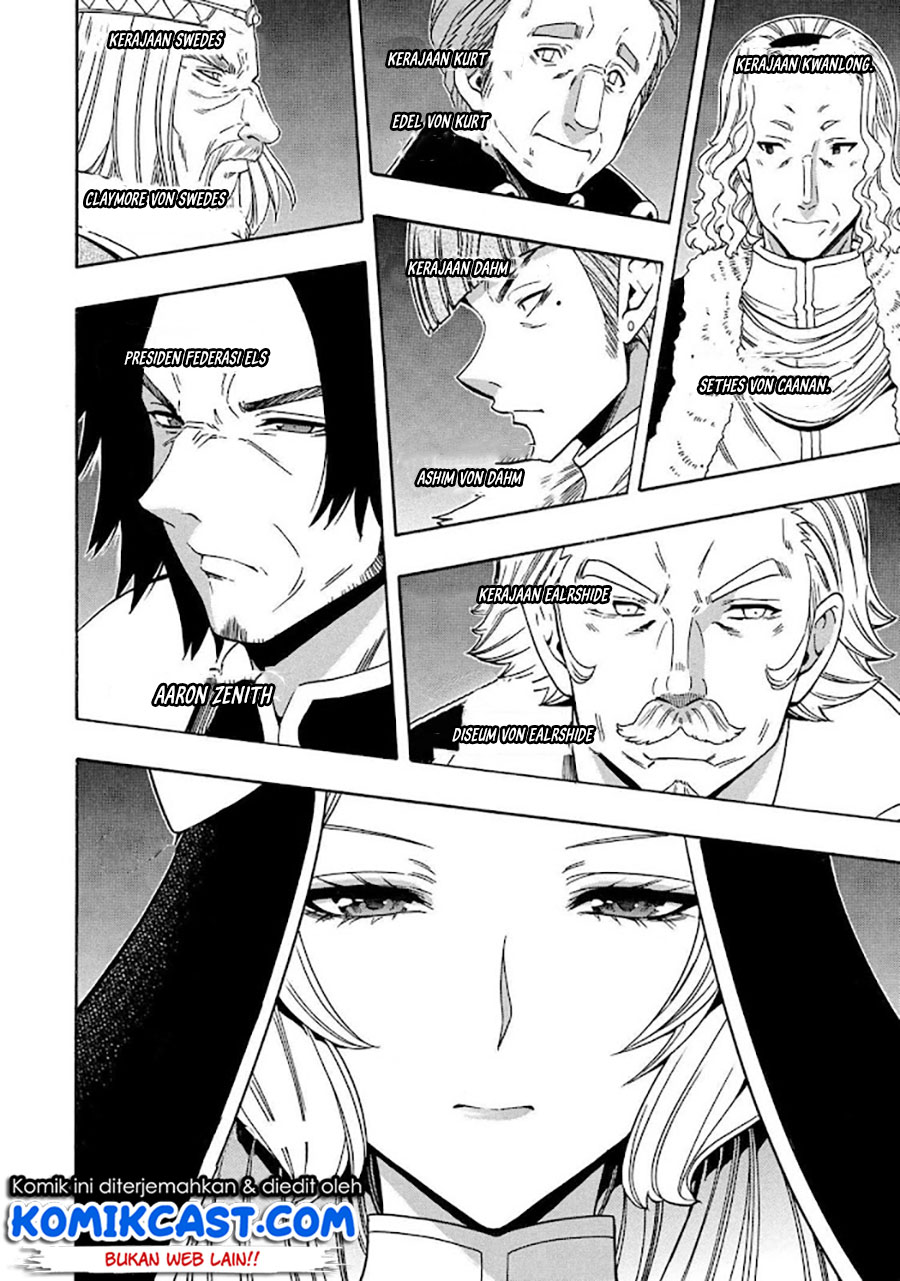 KERAJAAN KWANLONG.
SETHES VON CAANAN.
KERAJAAN KURT
EDEL VON KURT
KERAJAAN SWEDES
CLAYMORE VON SWEDES
KERAJAAN DAHM
ASHIM VON DAHM
PRESIDEN FEDERASI ELS
AARON ZENITH
KERAJAAN EALRSHIDE
DISEUM VON EALRSHIDE
Komik ini diterjemahkan & diedit oleh
KOMIKCAST.COM
BUKAN WEB LAIN!!